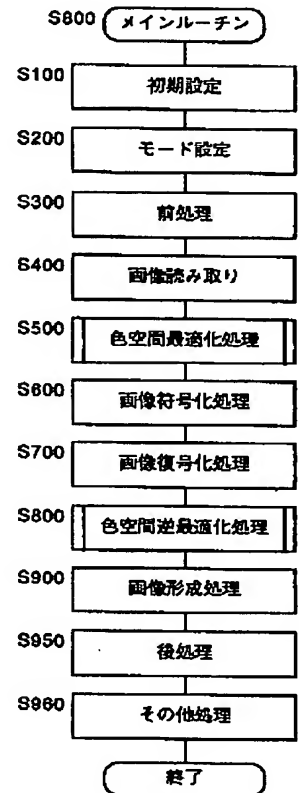 S800 メインルーチン
S100 初期設定
S200 モード設定
S300 前処理
S400 画像読み取り
S500 色空間最適化処理
S600 画像符号化処理
S700 画像復号化処理
S800 色空間逆最適化処理
S900 画像形成処理
S950 後処理
S960 その他処理
終了